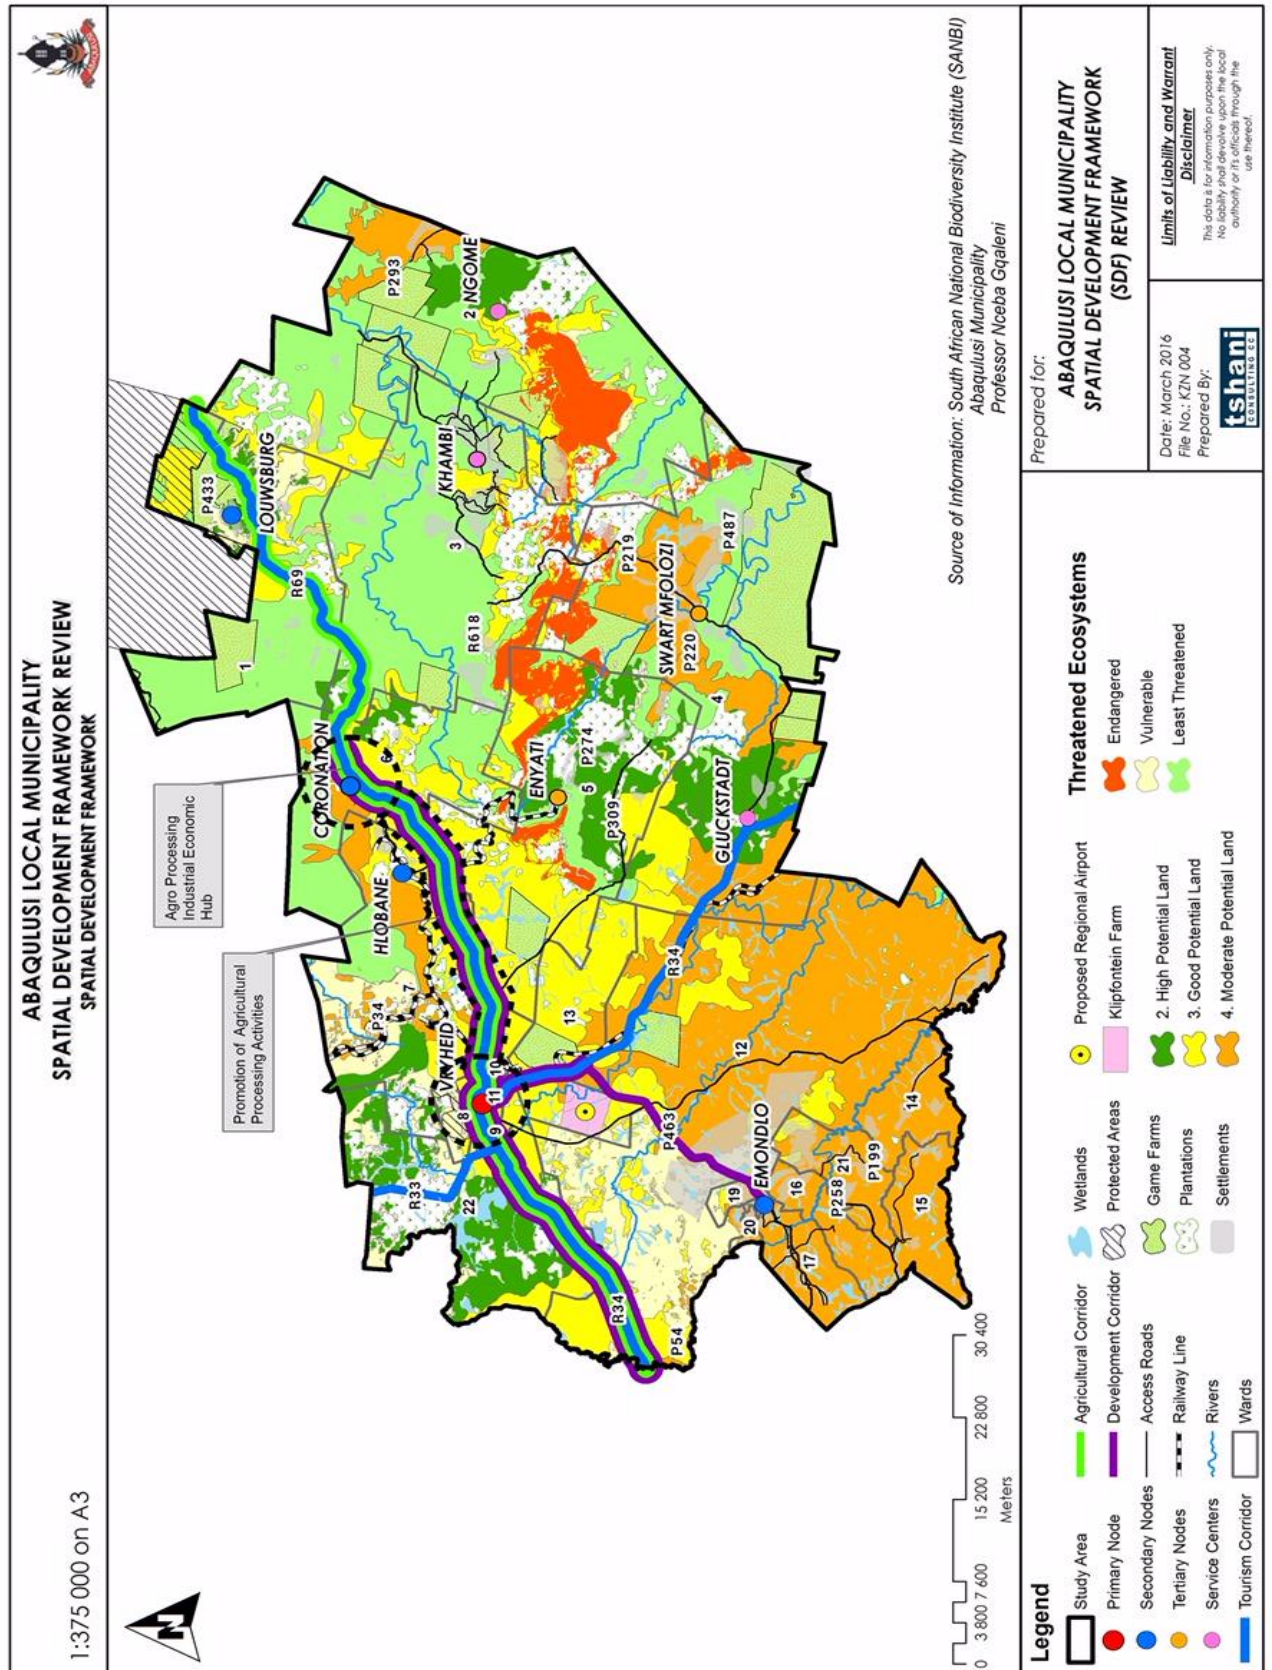 ABAQULUSI LOCAL MUNICIPALITY
SPATIAL DEVELOPMENT FRAMEWORK REVIEW
SPATIAL DEVELOPMENT FRAMEWORK
1:375 000 on A3
N
Agro Processing
Industrial Economic
Hub
Promotion of Agricultural
Processing Activities
P433
LOUWSBURG
R69
1
P293
2 NGOME
KHAMBI
3
R618
CORONATION
6
HLOBANE
P34
7
VRYHEID
8
9
10
11
R33
22
R34
P54
ENYATI
P274
5
P309
P219
SWART MFOLOZI
P220
P487
4
GLUCKSTADT
R34
13
12
P463
EMONDLO
19
20
16
17
P258
21
P199
14
15
0 3 800 7 600 15 200 22 800 30 400
Meters
Source of Information: South African National Biodiversity Institute (SANBI)
Abaqulusi Municipality
Professor Nceba Gqaleni
Legend
Study Area
Primary Node
Secondary Nodes
Tertiary Nodes
Service Centers
Tourism Corridor
Agricultural Corridor
Development Corridor
Access Roads
Railway Line
Rivers
Wards
Wetlands
Protected Areas
Game Farms
Plantations
Settlements
Proposed Regional Airport
Klipfontein Farm
2. High Potential Land
3. Good Potential Land
4. Moderate Potential Land
Threatened Ecosystems
Endangered
Vulnerable
Least Threatened
Prepared for:
ABAQULUSI LOCAL MUNICIPALITY
SPATIAL DEVELOPMENT FRAMEWORK
(SDF) REVIEW
Date: March 2016
File No.: KZN 004
Prepared By:
tshani
CONSULTING CC
Limits of Liability and Warrant
Disclaimer
This data is for information purposes only.
No liability shall devolve upon the local
authority or it's officials through the
use thereof.